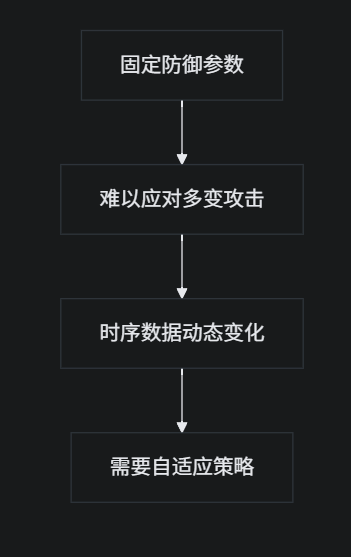 固定防御参数
难以应对多变攻击
时序数据动态变化
需要自适应策略